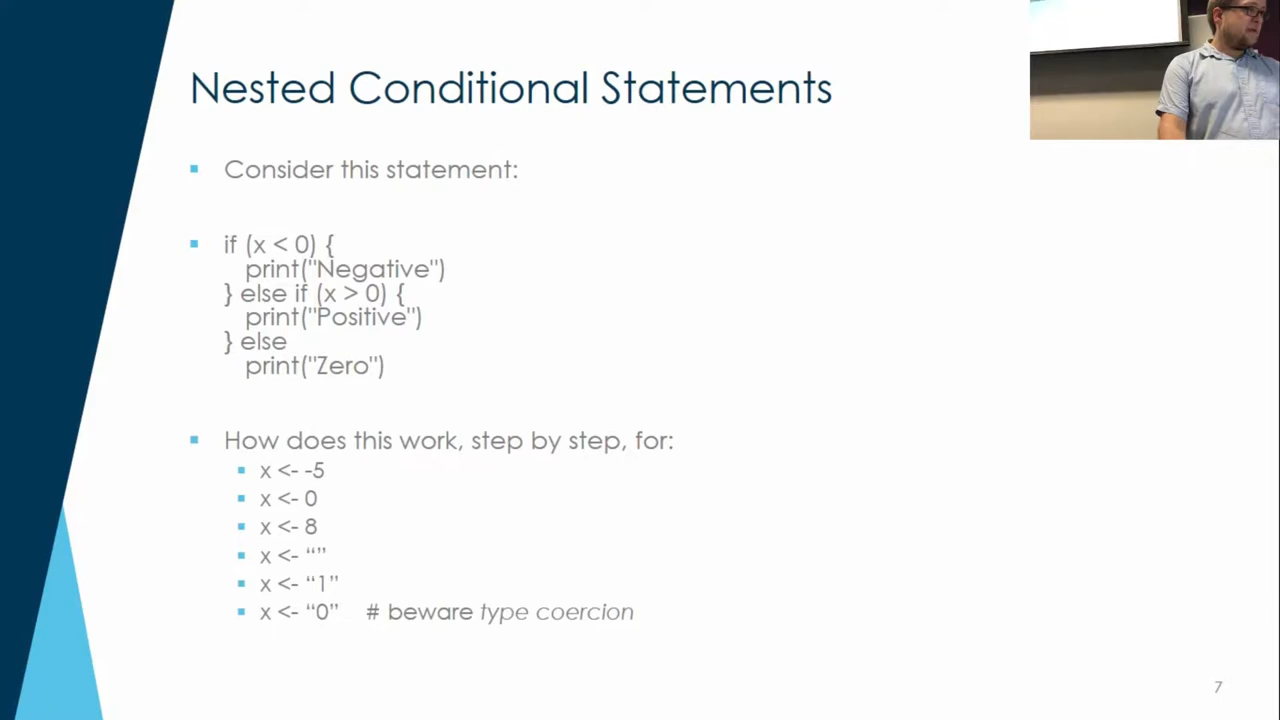 Nested Conditional Statements
Consider this statement:
if (x < 0) {
print("Negative")
} else if (x > 0) {
print("Positive")
} else
print("Zero")
How does this work, step by step, for:
x <- -5
x <- 0
x <- 8
x <- “”
x <- “1”
x <- “0” # beware type coercion
7